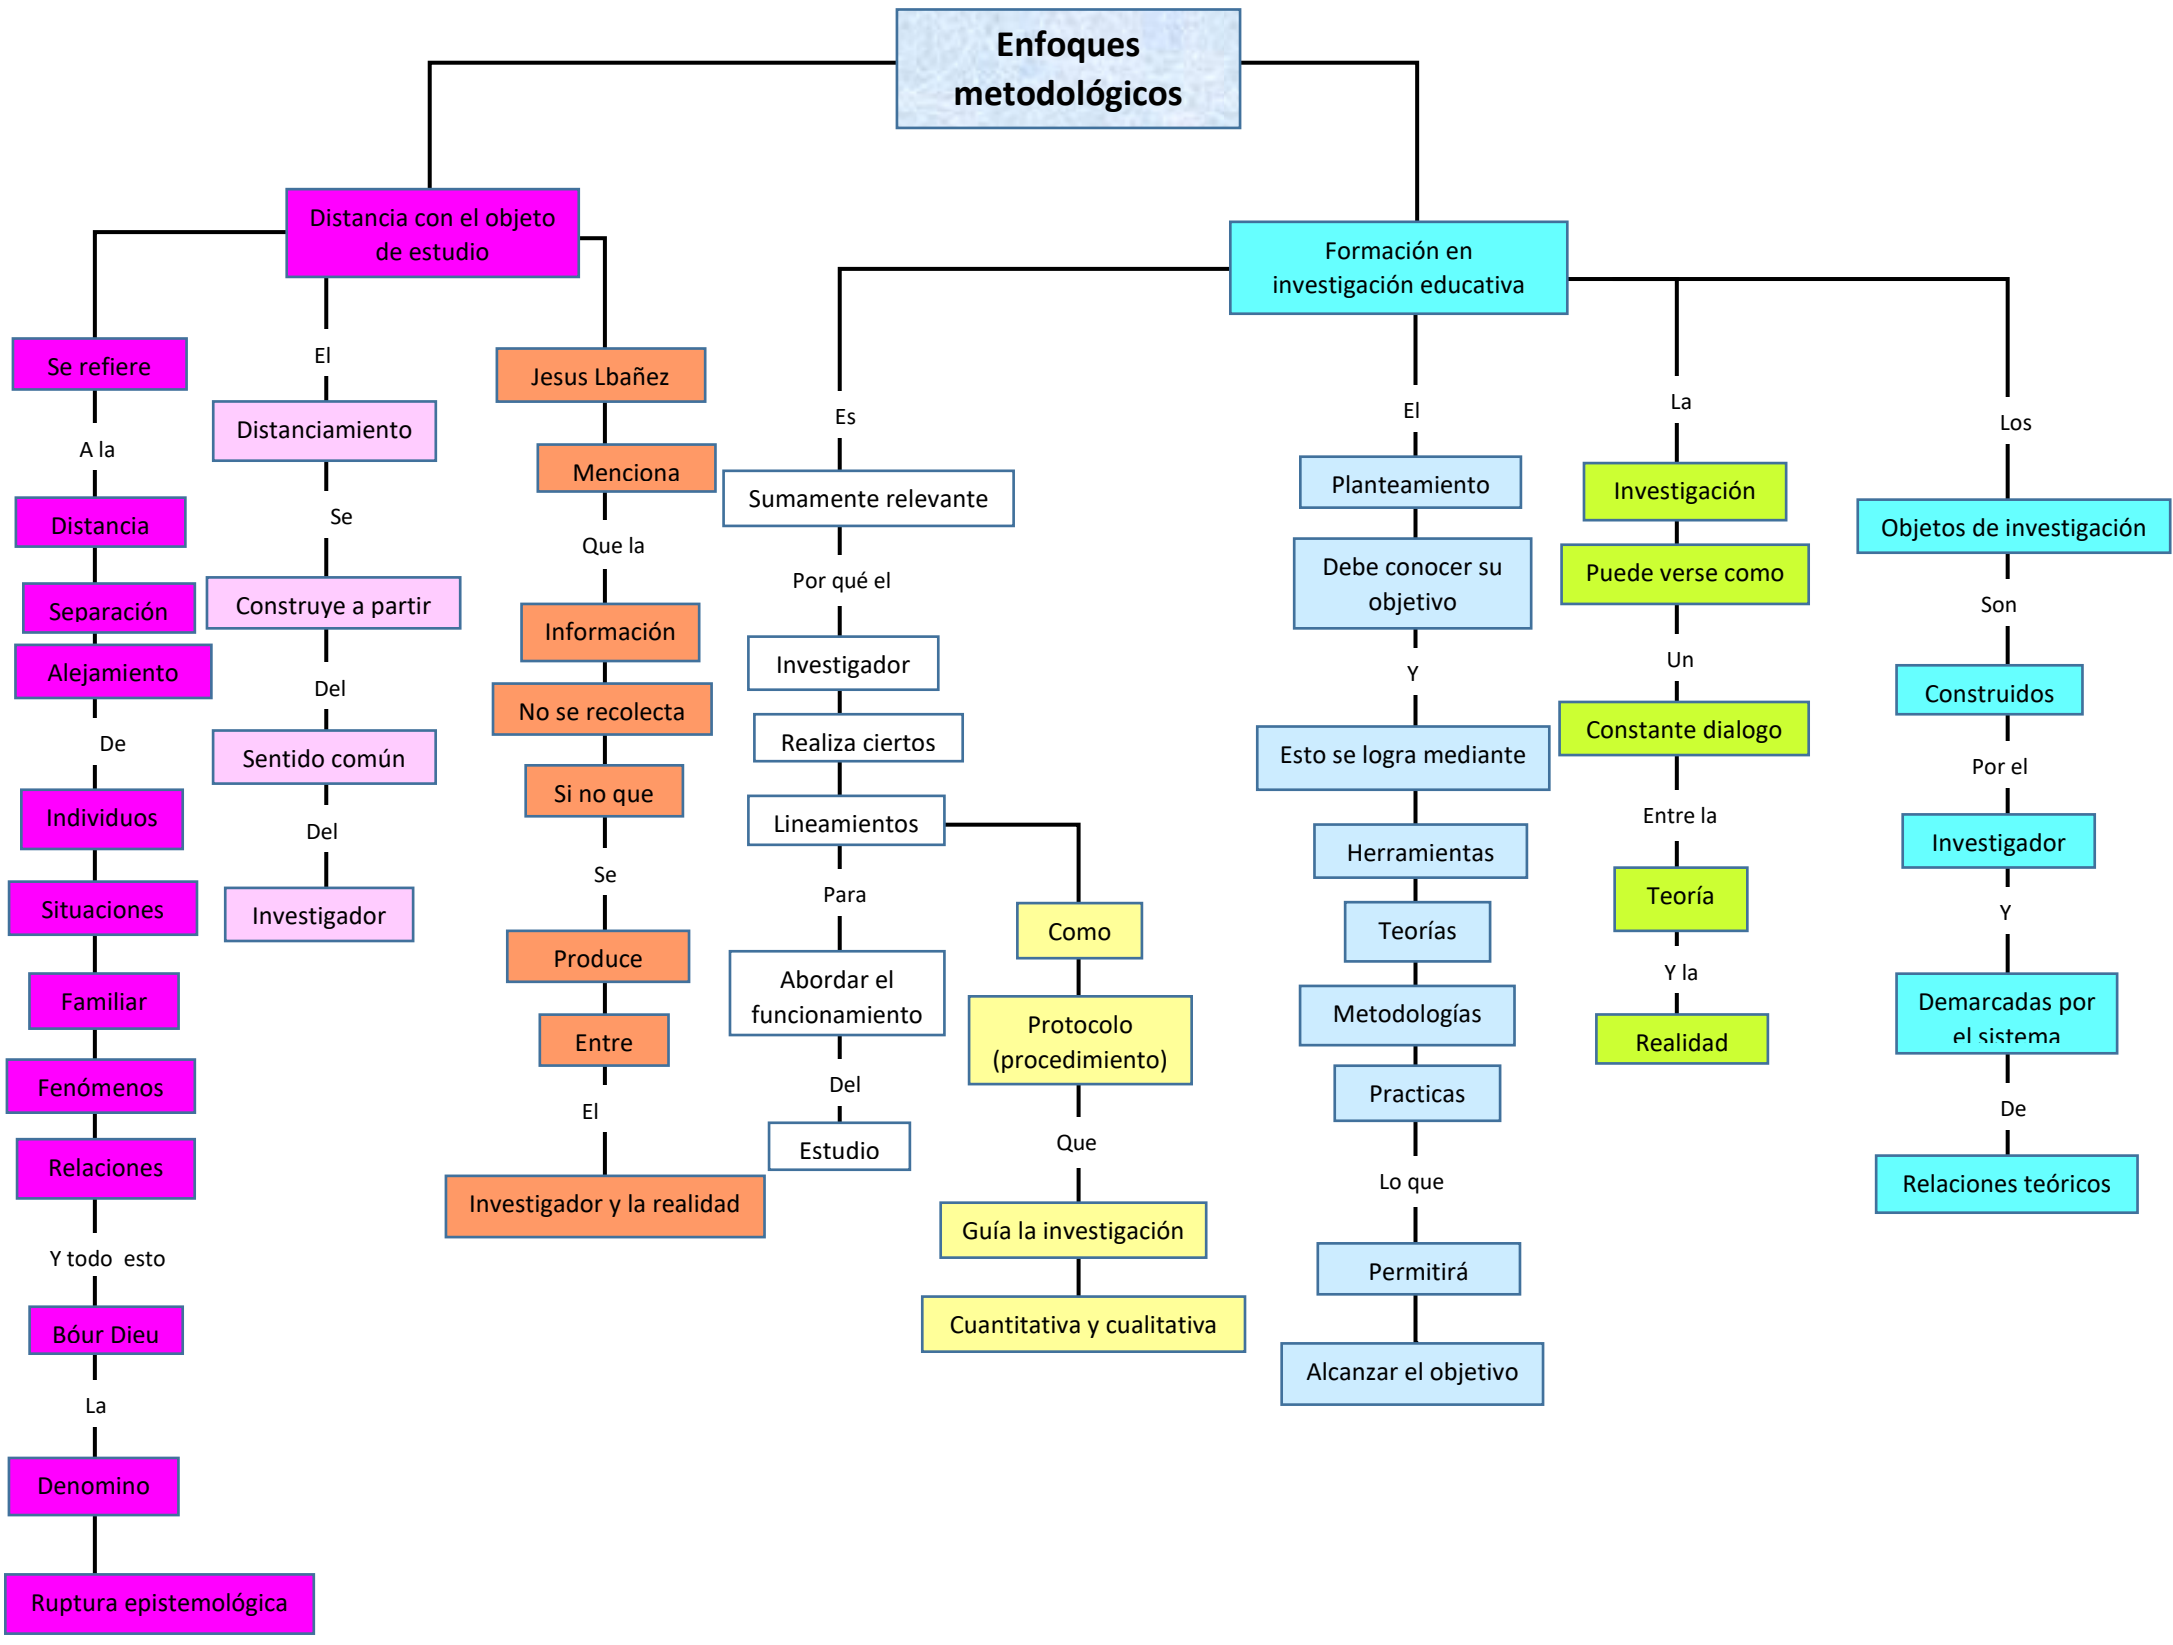 Enfoques
metodológicos
Distancia con el objeto
de estudio
Se refiere
A la
Distancia
Separación
Alejamiento
De
Individuos
Situaciones
Familiar
Fenómenos
Relaciones
Y todo  esto
Bóur Dieu
La
Denomino
Ruptura epistemológica
El
Distanciamiento
Se
Construye a partir
Del
Sentido común
Del
Investigador
Jesus Lbañez
Menciona
Que la
Información
No se recolecta
Si no que
Se
Produce
Entre
El
Investigador y la realidad
Formación en
investigación educativa
Es
Sumamente relevante
Por qué el
Investigador
Realiza ciertos
Lineamientos
Para
Abordar el
funcionamiento
Del
Estudio
Como
Protocolo
(procedimiento)
Que
Guía la investigación
Cuantitativa y cualitativa
El
Planteamiento
Debe conocer su
objetivo
Y
Esto se logra mediante
Herramientas
Teorías
Metodologías
Practicas
Lo que
Permitirá
Alcanzar el objetivo
La
Investigación
Puede verse como
Un
Constante dialogo
Entre la
Teoría
Y la
Realidad
Los
Objetos de investigación
Son
Construidos
Por el
Investigador
Y
Demarcadas por
el sistema
De
Relaciones teóricos